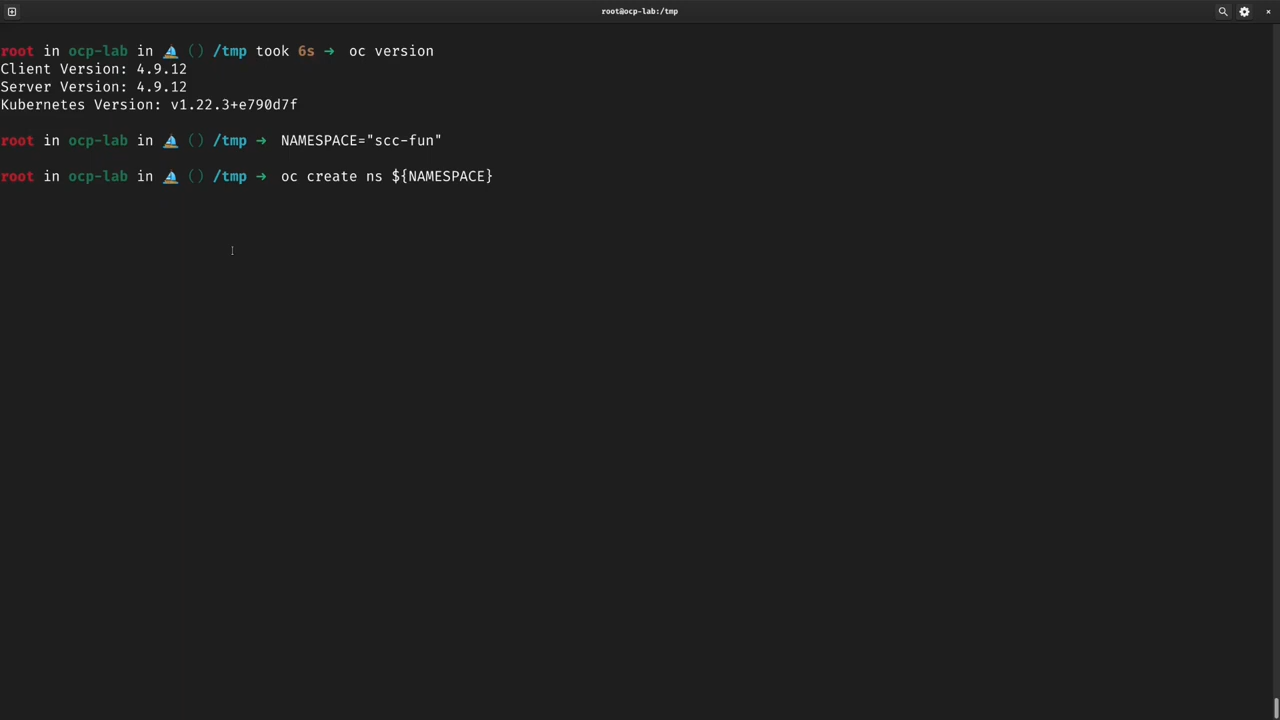 root@ocp-lab:/tmp
root in ocp-lab in ⛵ () /tmp took 6s → oc version
Client Version: 4.9.12
Server Version: 4.9.12
Kubernetes Version: v1.22.3+e790d7f
root in ocp-lab in ⛵ () /tmp → NAMESPACE="scc-fun"
root in ocp-lab in ⛵ () /tmp → oc create ns ${NAMESPACE}